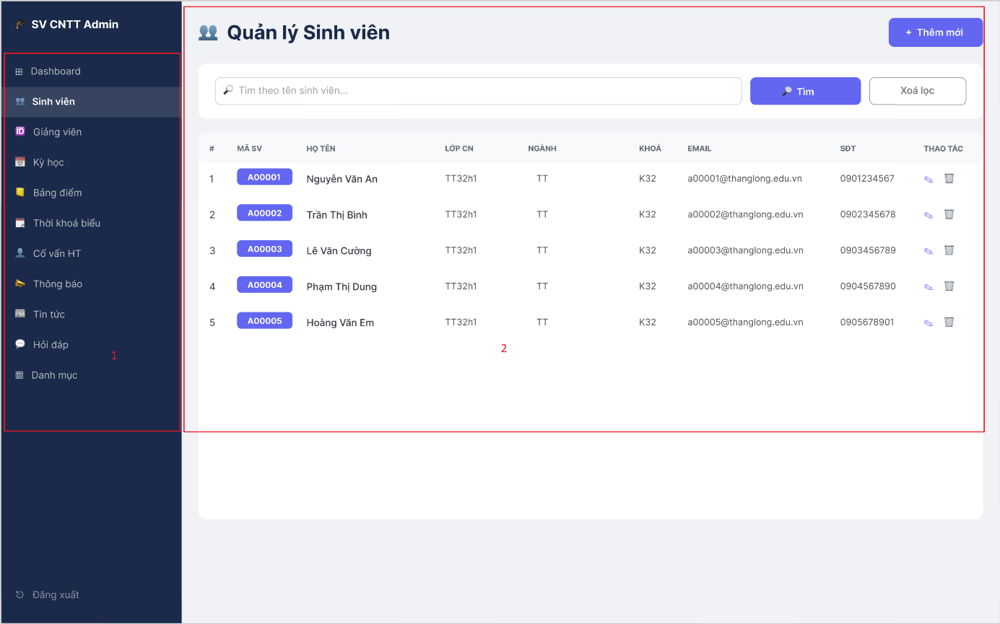 SV CNTT Admin
Dashboard
Sinh viên
Giảng viên
Kỳ học
Bảng điểm
Thời khoá biểu
Cố vấn HT
Thông báo
Tin tức
Hỏi đáp
1
Danh mục
Đăng xuất
Quản lý Sinh viên
+ Thêm mới
Tìm theo tên sinh viên...
Tìm
Xoá lọc
# MÃ SV HỌ TÊN LỚP CN NGÀNH KHOÁ EMAIL SĐT THAO TÁC
1 A00001 Nguyễn Văn An TT32h1 TT K32 a00001@thanglong.edu.vn 0901234567
2 A00002 Trần Thị Bình TT32h1 TT K32 a00002@thanglong.edu.vn 0902345678
3 A00003 Lê Văn Cường TT32h1 TT K32 a00003@thanglong.edu.vn 0903456789
4 A00004 Phạm Thị Dung TT32h1 TT K32 a00004@thanglong.edu.vn 0904567890
5 A00005 Hoàng Văn Em TT32h1 TT K32 a00005@thanglong.edu.vn 0905678901
2